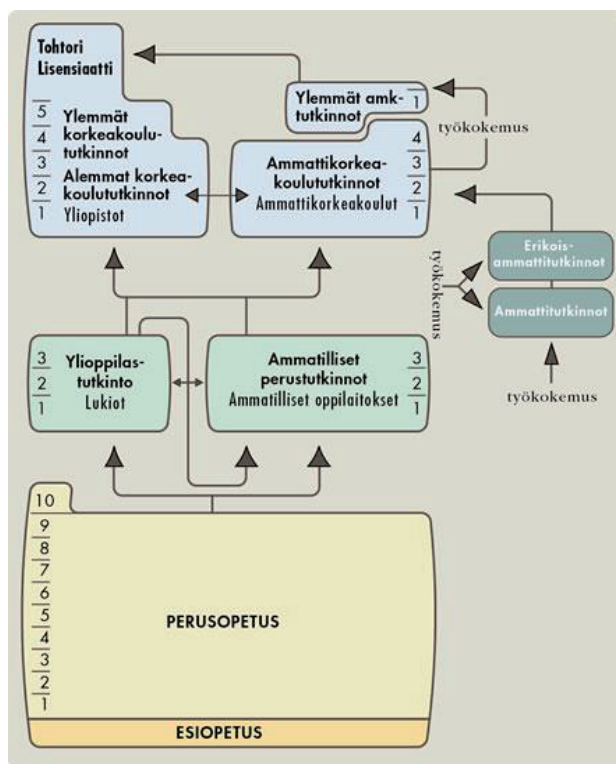 Tohtori
Lisensiaatti
5
4
3
2
1
Ylemmät
korkeakoulu-
tutkinnot
Alemmat korkea-
koulututkinnot
Yliopistot
Ylemmät amk-
tutkinnot
1
työkokemus
Ammattikorkea-
koulututkinnot
Ammattikorkeakoulut
4
3
2
1
Erikois-
ammattitutkinnot
Ammattitutkinnot
työkokemus
työkokemus
3
2
1
Ylioppilas-
tutkinto
Lukiot
Ammatilliset
perustutkinnot
Ammatilliset oppilaitokset
3
2
1
10
9
8
7
6
5
4
3
2
1
PERUSOPETUS
ESIOPETUS